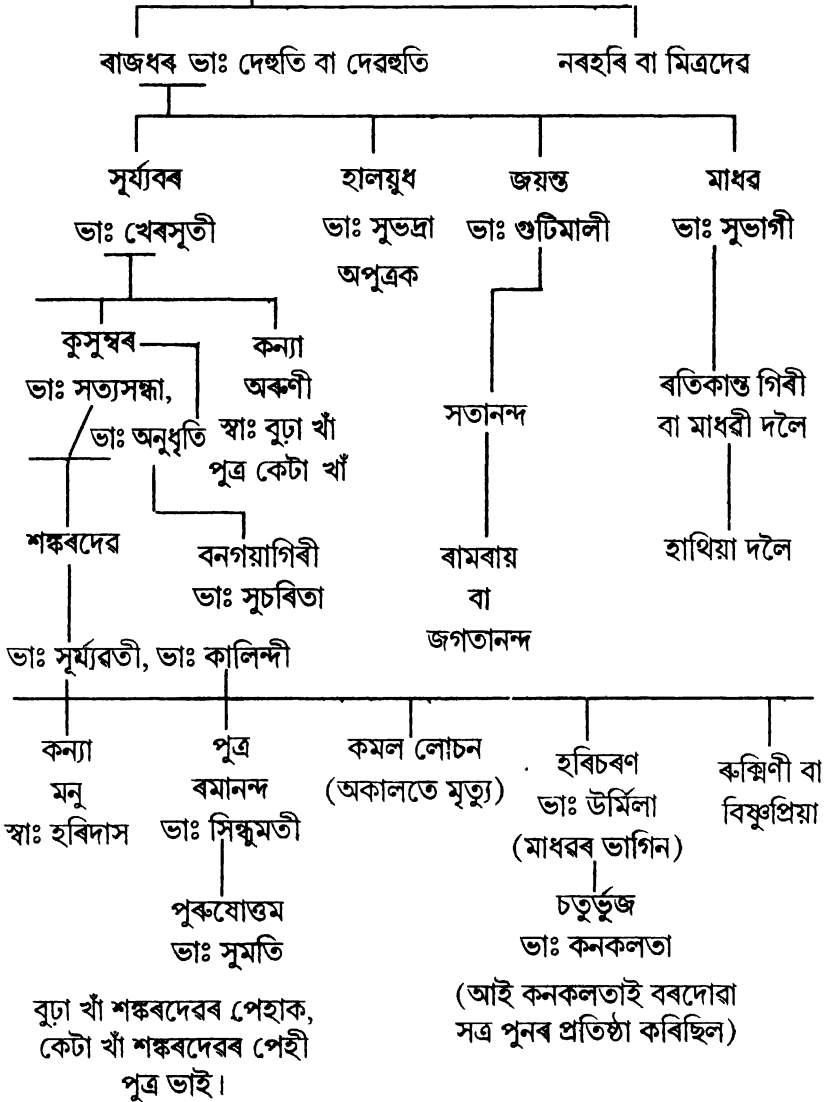 ৰাজধৰ ভাঃ দেহুতি বা দেৱহুতি
নৰহৰি বা মিত্ৰদেৱ
সূৰ্য্যবৰ
হালয়ুধ
জয়ন্ত
মাধৱ
ভাঃ খেৰসূতী
ভাঃ সুভদ্ৰা
ভাঃ গুটিমালী
ভাঃ সুভাগী
অপুত্ৰক
কুসুম্বৰ
কন্যা
ভাঃ সত্যসন্ধা,
অৰুণী
ভাঃ অনুধৃতি
স্বাঃ বুঢ়া খাঁ
পুত্ৰ কেটা খাঁ
সতানন্দ
ৰতিকান্ত গিৰী
বা মাধৱী দলৈ
শঙ্কৰদেৱ
বনগয়াগিৰী
ভাঃ সুচৰিতা
ৰামৰায়
বা
জগতানন্দ
হাথিয়া দলৈ
ভাঃ সূৰ্য্যৱতী, ভাঃ কালিন্দী
কন্যা
মনু
স্বাঃ হৰিদাস
পুত্ৰ
ৰমানন্দ
ভাঃ সিন্ধুমতী
কমল লোচন
(অকালতে মৃত্যু)
হৰিচৰণ
ভাঃ উৰ্মিলা
(মাধৱৰ ভাগিন)
ৰুক্মিণী বা
বিষ্ণুপ্ৰিয়া
পুৰুষোত্তম
ভাঃ সুমতি
চতুৰ্ভুজ
ভাঃ কনকলতা
বুঢ়া খাঁ শঙ্কৰদেৱৰ পেহাক,
কেটা খাঁ শঙ্কৰদেৱৰ পেহী
পুত্ৰ ভাই।
(আই কনকলতাই বৰদোৱা
সত্ৰ পুনৰ প্ৰতিষ্ঠা কৰিছিল)